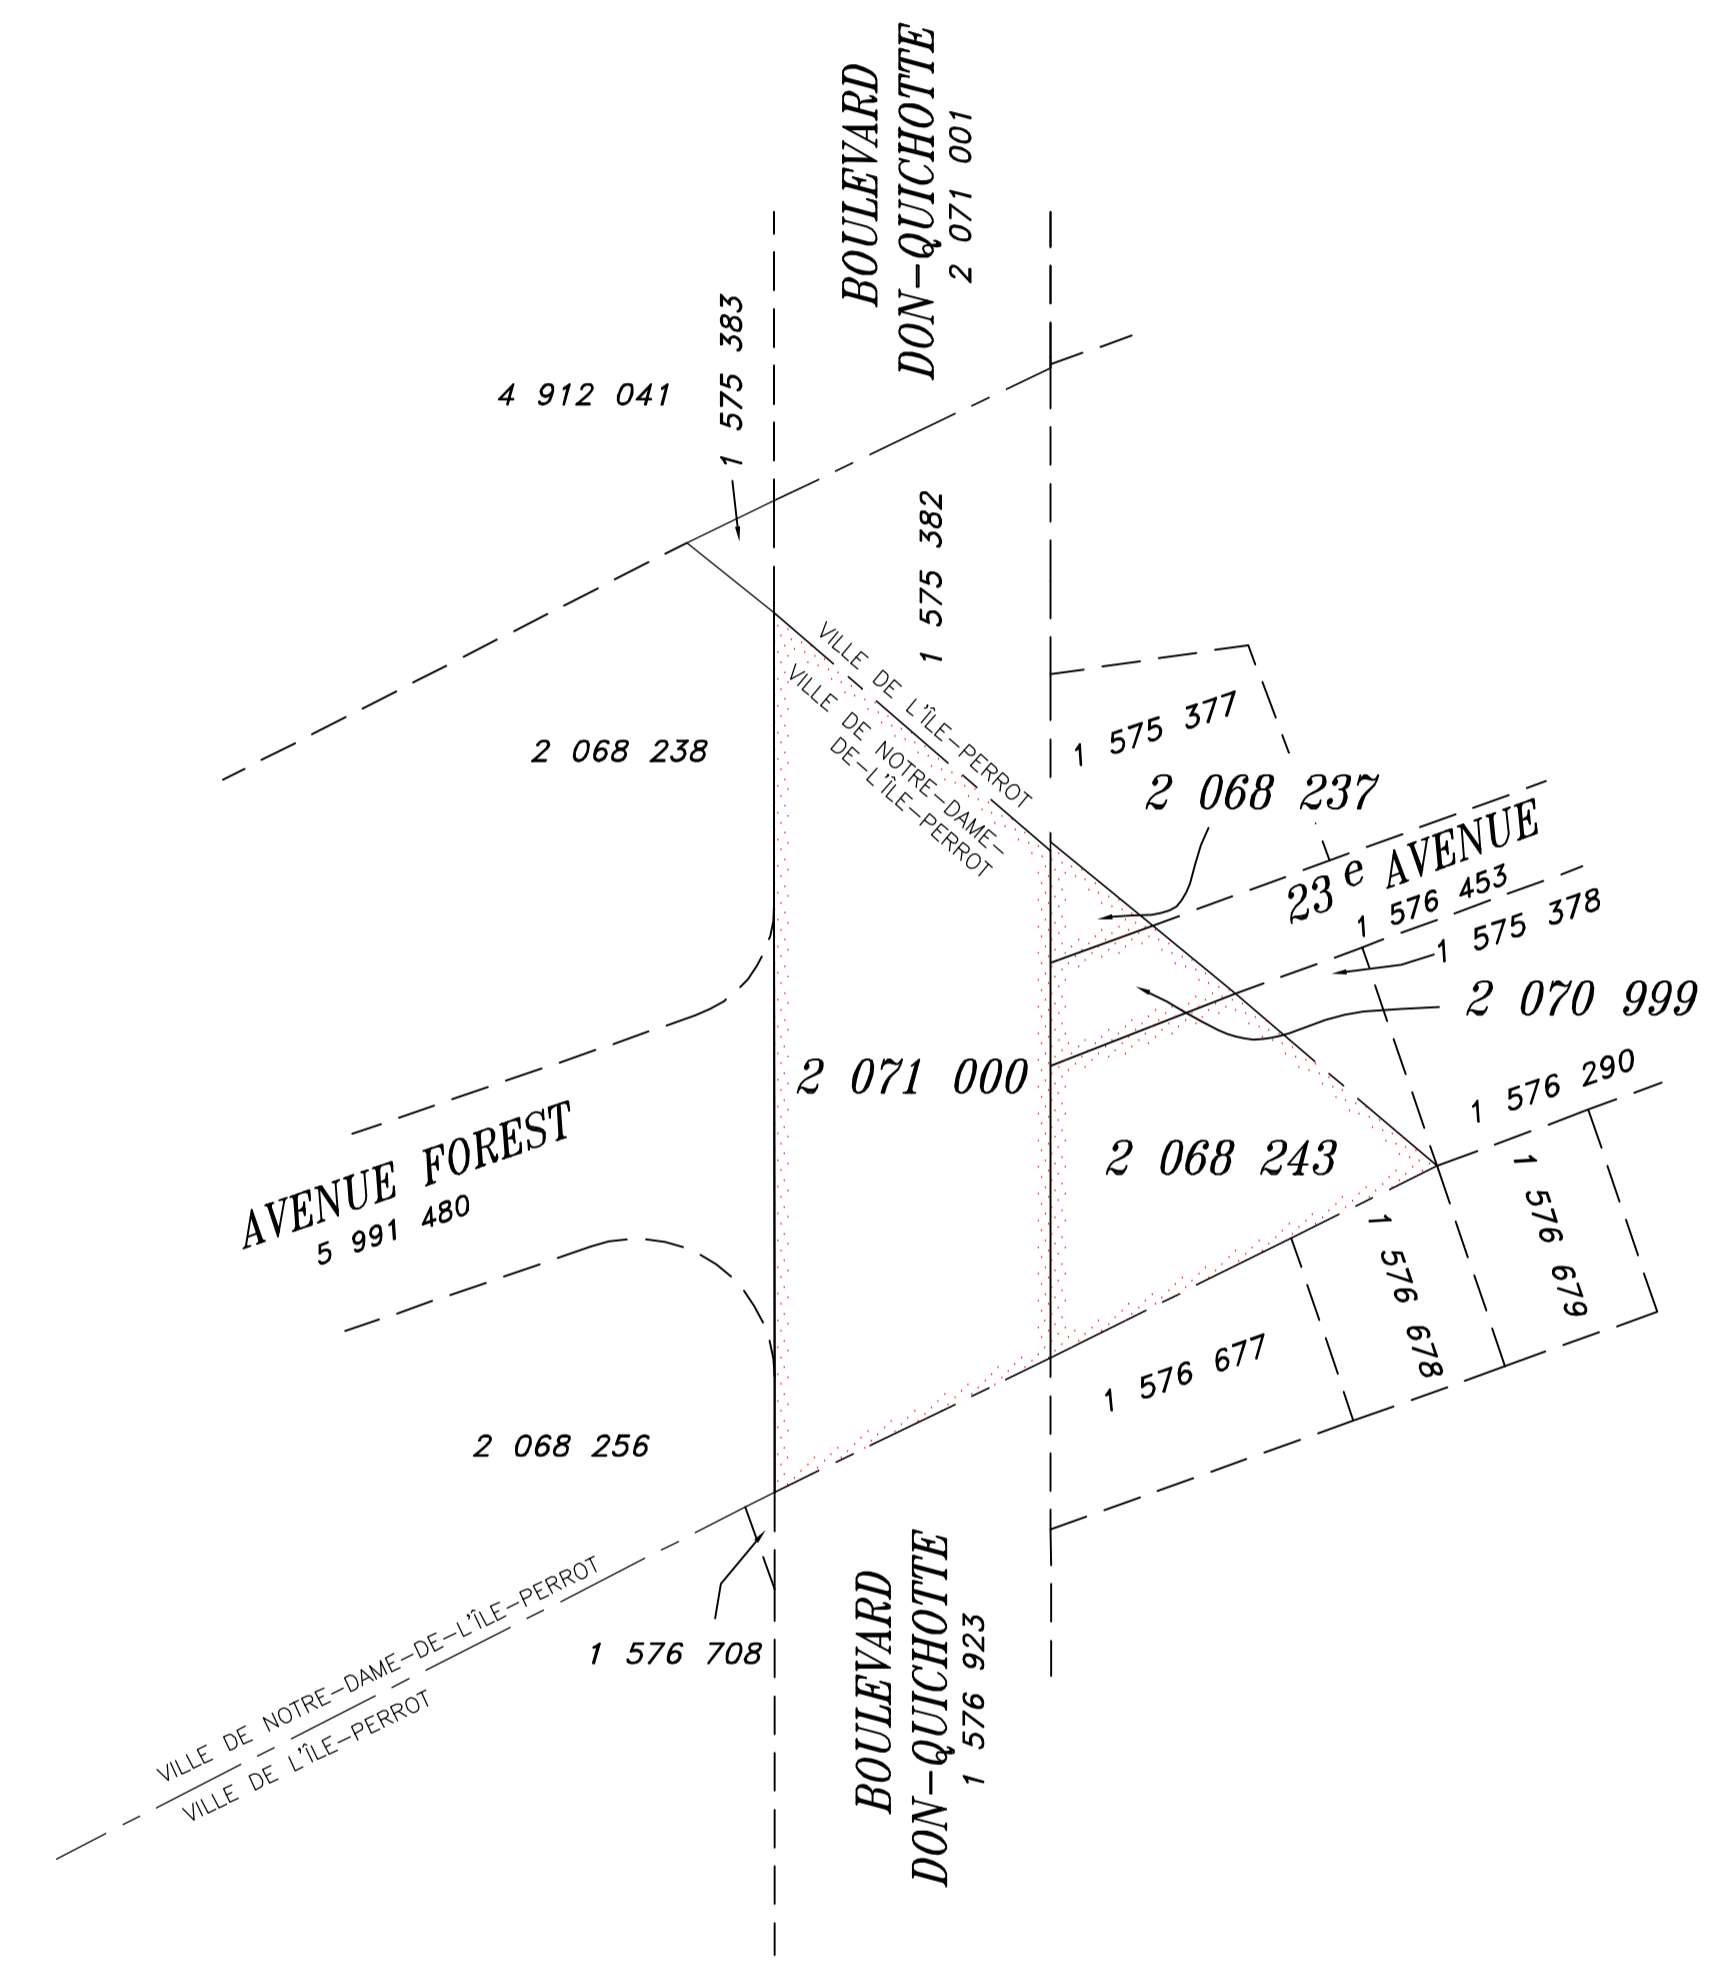 BOULEVARD
DON-QUICHOTTE
2 071 001
1 575 383
4 912 041
1 575 382
VILLE DE L'ÎLE-PERROT
VILLE DE NOTRE-DAME-
DE-L'ÎLE-PERROT
2 068 238
1 575 377
2 068 237
23e AVENUE
1 576 453
1 575 378
2 070 999
2 071 000
1 576 290
2 068 243
AVENUE FOREST
5 991 480
1 576 679
1 576 678
1 576 677
2 068 256
1 576 708
VILLE DE NOTRE-DAME-DE-L'ÎLE-PERROT
VILLE DE L'ÎLE-PERROT
BOULEVARD
DON-QUICHOTTE
1 576 923